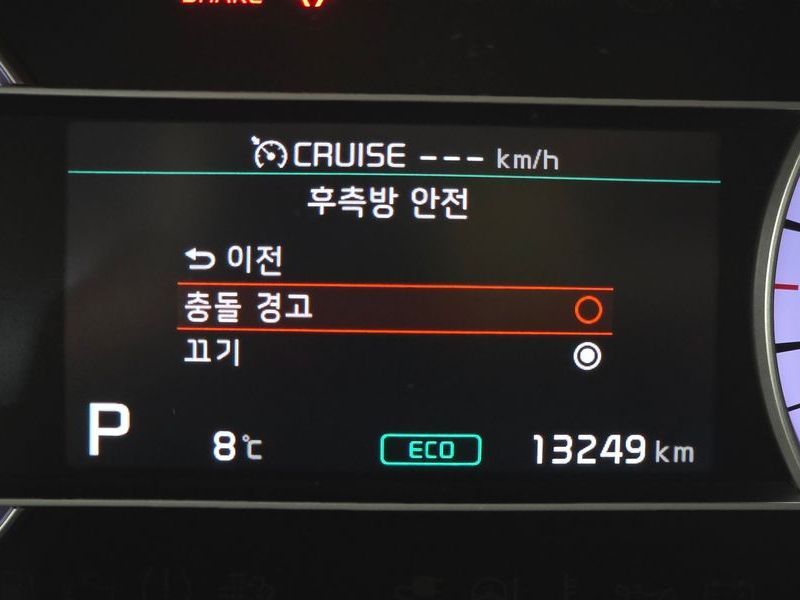 CRUISE --- km/h
후측방 안전
이전
충돌 경고
끄기
P 8℃ ECO 13249 km